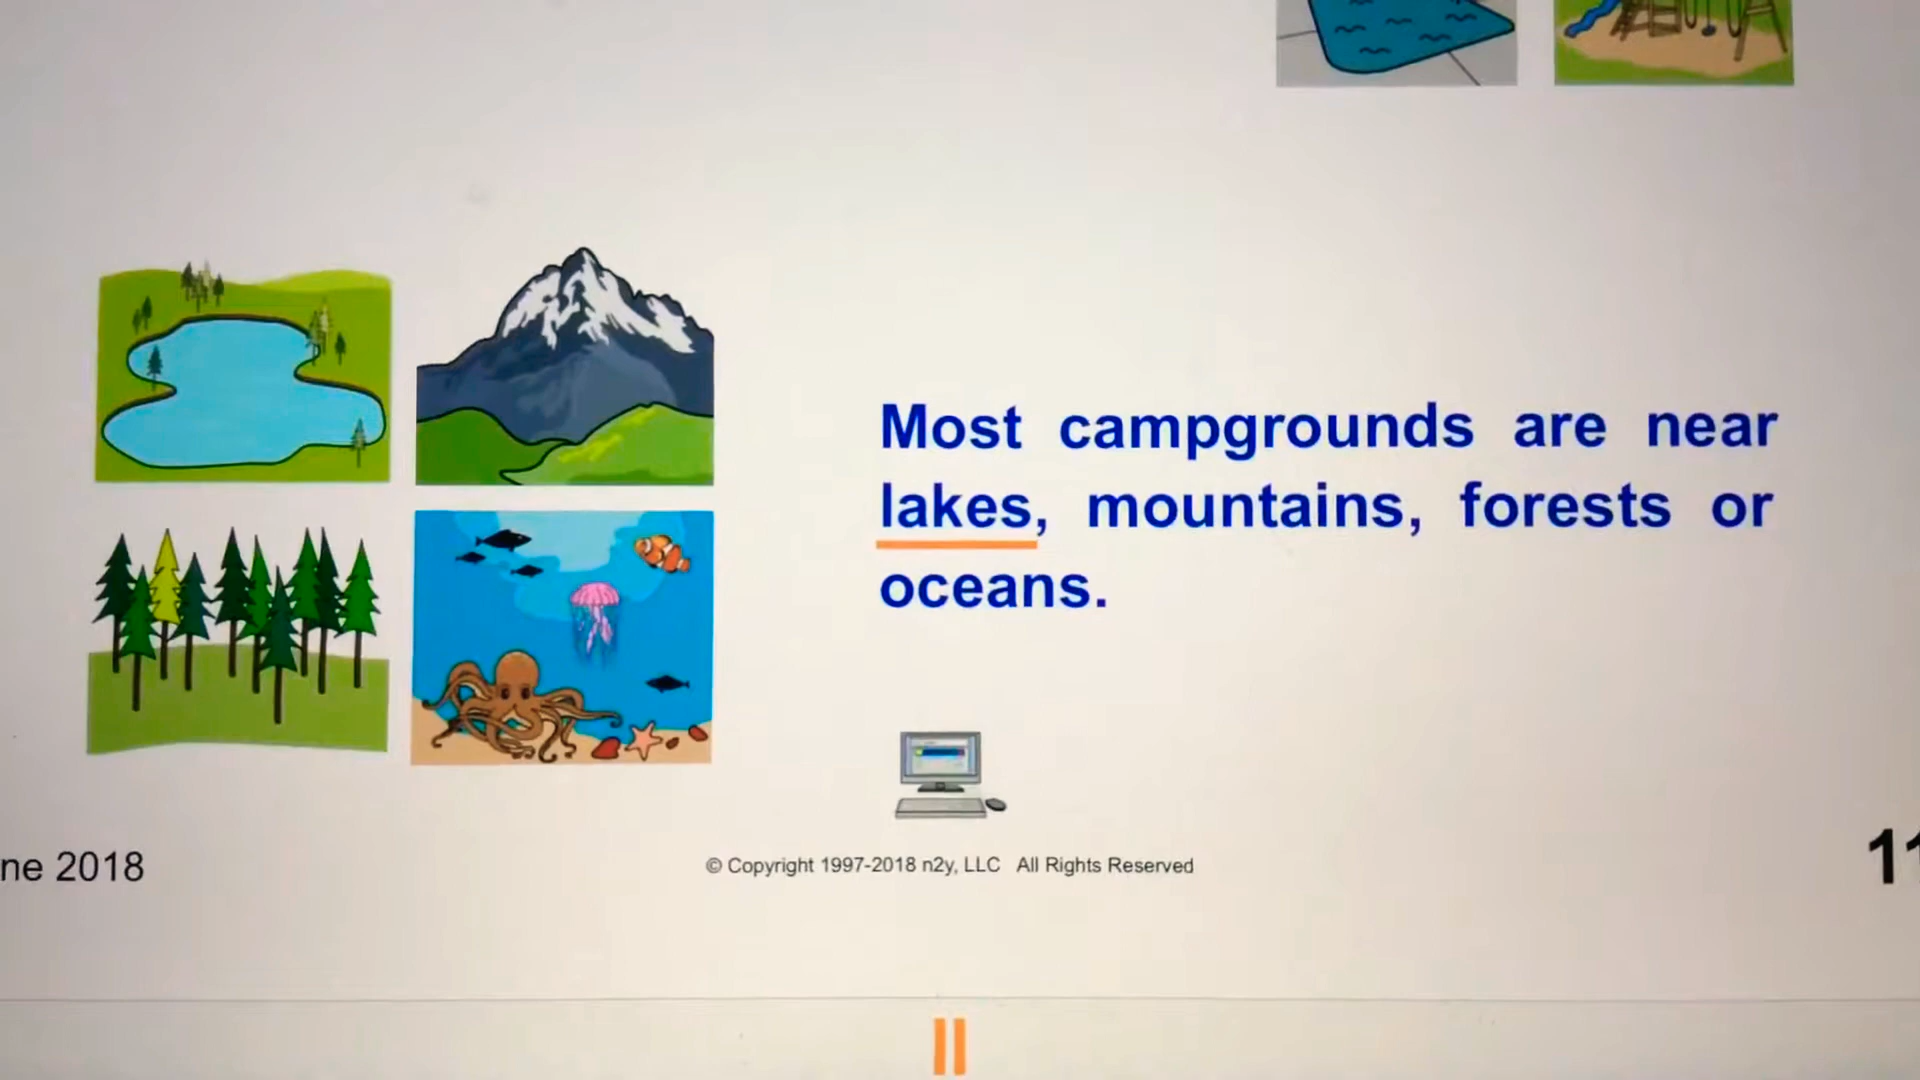 Most campgrounds are near
lakes, mountains, forests or
oceans.
ne 2018
© Copyright 1997-2018 n2y, LLC All Rights Reserved
11